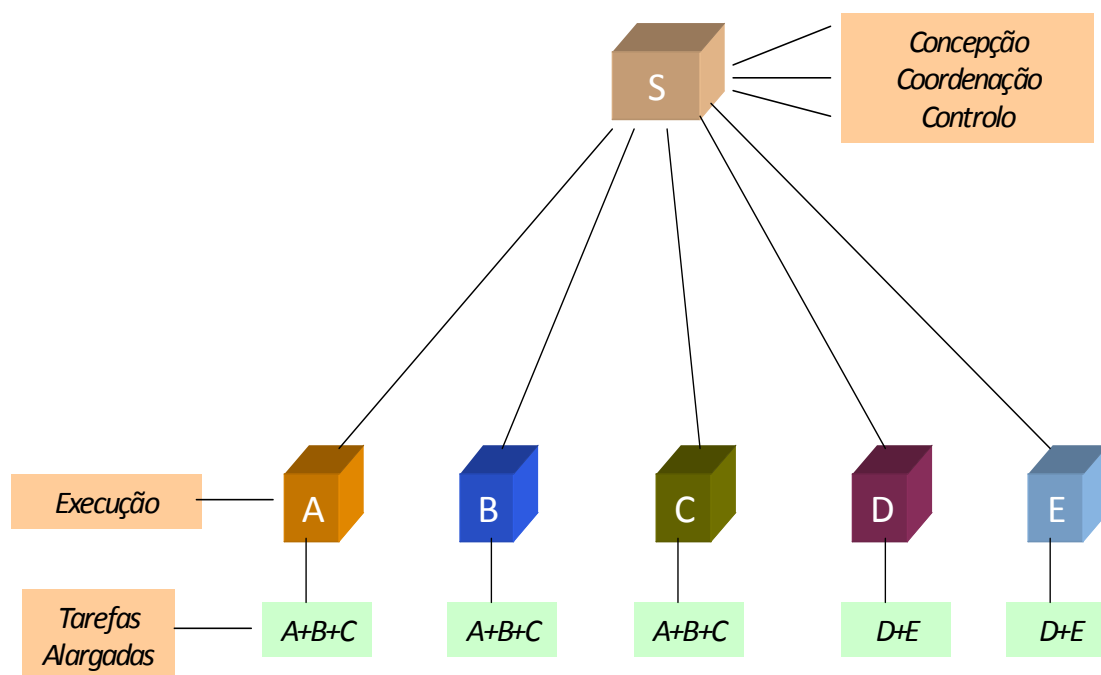 S
Concepção
Coordenação
Controlo
Execução
A
B
C
D
E
Tarefas
Alargadas
A+B+C
A+B+C
A+B+C
D+E
D+E